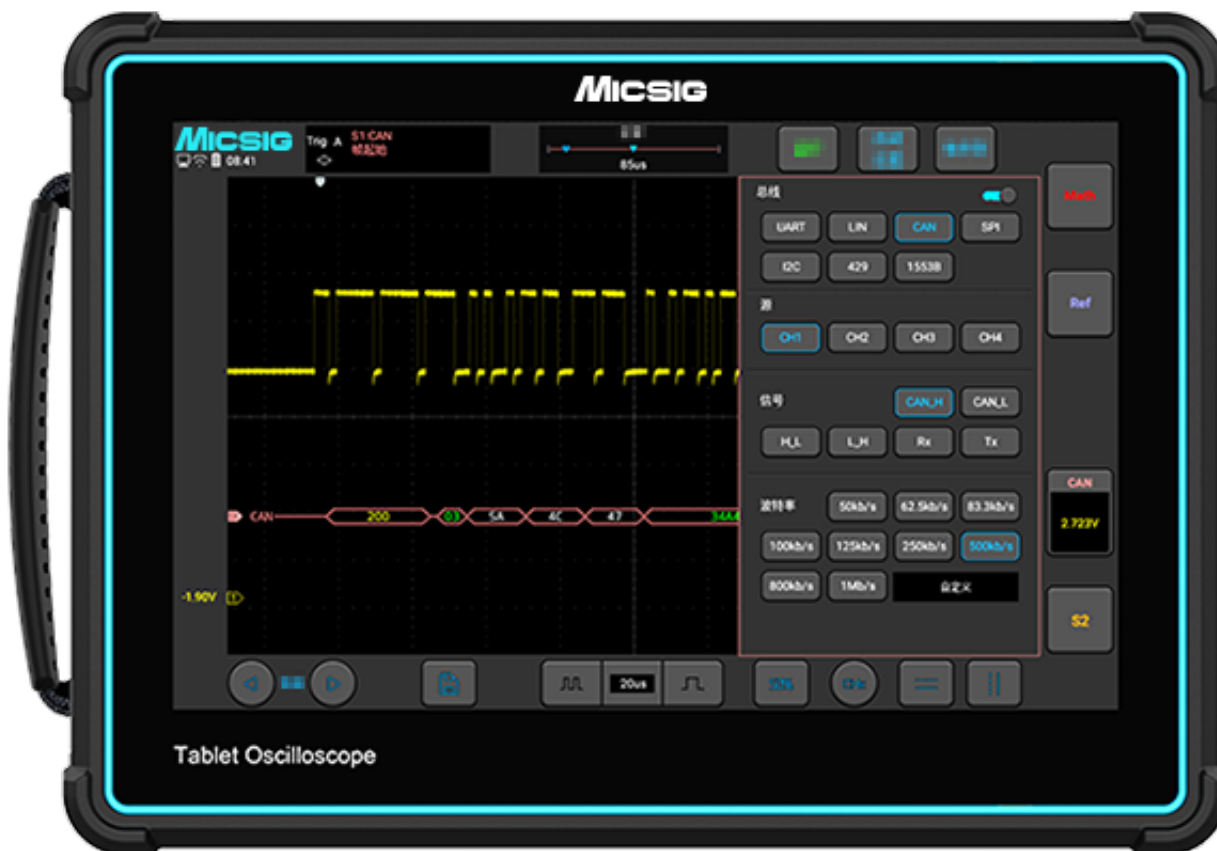 MICSIG
MICSIG
08:41
Trig A S1 CAN
帧起始
85us
总线
UART LIN CAN SPI
I2C 429 1553B
源
CH1 CH2 CH3 CH4
信号 CAN_H CAN_L
H_L L_H Rx Tx
波特率 50kb/s 62.5kb/s 83.3kb/s
100kb/s 125kb/s 250kb/s 500kb/s
800kb/s 1Mb/s 自定义
Math
Ref
CAN
2.723V
S2
CAN 200 03 5A 4C 47 34A4
-1.90V 1
20us
Tablet Oscilloscope